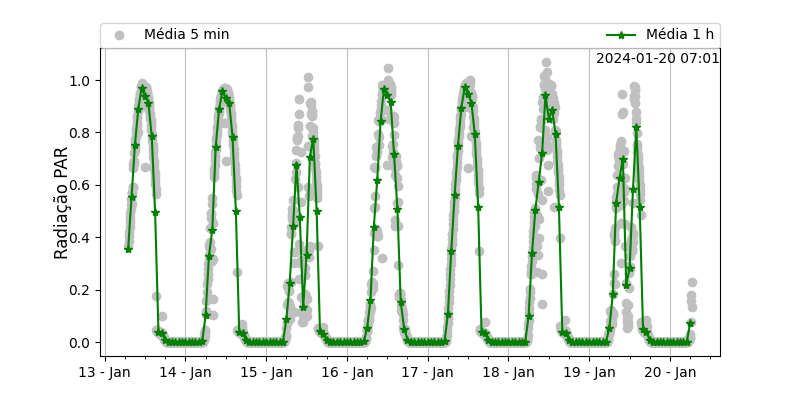 Média 5 min Média 1 h
2024-01-20 07:01
Radiação PAR
1.0
0.8
0.6
0.4
0.2
0.0
13 - Jan 14 - Jan 15 - Jan 16 - Jan 17 - Jan 18 - Jan 19 - Jan 20 - Jan